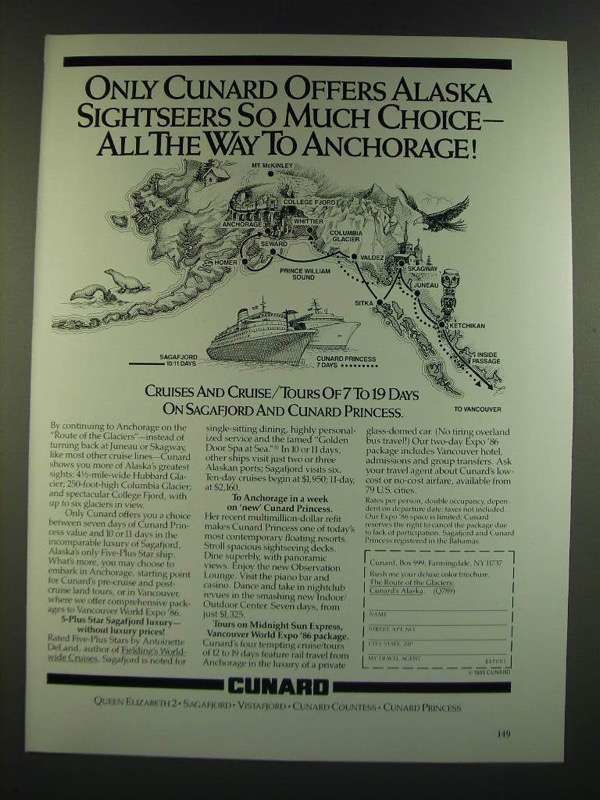 ONLY CUNARD OFFERS ALASKA
SIGHTSEERS SO MUCH CHOICE—
ALL THE WAY TO ANCHORAGE!
MT. McKINLEY
COLLEGE FJORD
ANCHORAGE
WHITTIER
COLUMBIA
GLACIER
SEWARD
VALDEZ
HOMER
SKAGWAY
PRINCE WILLIAM
SOUND
JUNEAU
SITKA
KETCHIKAN
INSIDE
PASSAGE
SAGAFJORD
10/11 DAYS
CUNARD PRINCESS
7 DAYS
TO VANCOUVER
CRUISES AND CRUISE/TOURS OF 7 TO 19 DAYS
ON SAGAFJORD AND CUNARD PRINCESS.
By continuing to Anchorage on the
"Route of the Glaciers"—instead of
turning back at Juneau or Skagway,
like most other cruise lines—Cunard
shows you more of Alaska's greatest
sights: 4½-mile-wide Hubbard Gla-
cier; 250-foot-high Columbia Glacier;
and spectacular College Fjord, with
up to six glaciers in view.
Only Cunard offers you a choice
between seven days of Cunard Prin-
cess value and 10 or 11 days in the
incomparable luxury of Sagafjord,
Alaska's only Five-Plus Star ship.
What's more, you may choose to
embark in Anchorage, starting point
for Cunard's pre-cruise and post-
cruise land tours, or in Vancouver,
where we offer comprehensive pack-
ages to Vancouver World Expo '86.
5-Plus Star Sagafjord luxury—
without luxury prices!
Rated Five-Plus Stars by Antoinette
DeLand, author of Fielding's World-
wide Cruises, Sagafjord is noted for
single-sitting dining, highly personal-
ized service and the famed "Golden
Door Spa at Sea."® In 10 or 11 days,
other ships visit just two or three
Alaskan ports; Sagafjord visits six.
Ten-day cruises begin at $1,950; 11-day,
at $2,160.
To Anchorage in a week
on 'new' Cunard Princess.
Her recent multimillion-dollar refit
makes Cunard Princess one of today's
most contemporary floating resorts.
Stroll spacious sightseeing decks.
Dine superbly, with panoramic
views. Enjoy the new Observation
Lounge. Visit the piano bar and
casino. Dance and take in nightclub
revues in the smashing new Indoor/
Outdoor Center. Seven days, from
just $1,325.
Tours on Midnight Sun Express,
Vancouver World Expo '86 package.
Cunard's four tempting cruise/tours
of 12 to 19 days feature rail travel from
Anchorage in the luxury of a private
glass-domed car. (No tiring overland
bus travel!) Our two-day Expo '86
package includes Vancouver hotel,
admissions and group transfers. Ask
your travel agent about Cunard's low-
cost or no-cost airfare, available from
79 U.S. cities.
Rates per person, double occupancy, depen-
dent on departure date; taxes not included.
Our Expo '86 space is limited; Cunard
reserves the right to cancel the package due
to lack of participation. Sagafjord and Cunard
Princess registered in the Bahamas.
Cunard, Box 999, Farmingdale, NY 11737
Rush me your deluxe color brochure,
The Route of the Glaciers:
Cunard's Alaska. (Q789)
NAME
STREET, APT. NO.
CITY, STATE, ZIP
MY TRAVEL AGENT
© 1985 CUNARD
CUNARD
QUEEN ELIZABETH 2 • SAGAFJORD • VISTAFJORD • CUNARD COUNTESS • CUNARD PRINCESS
149